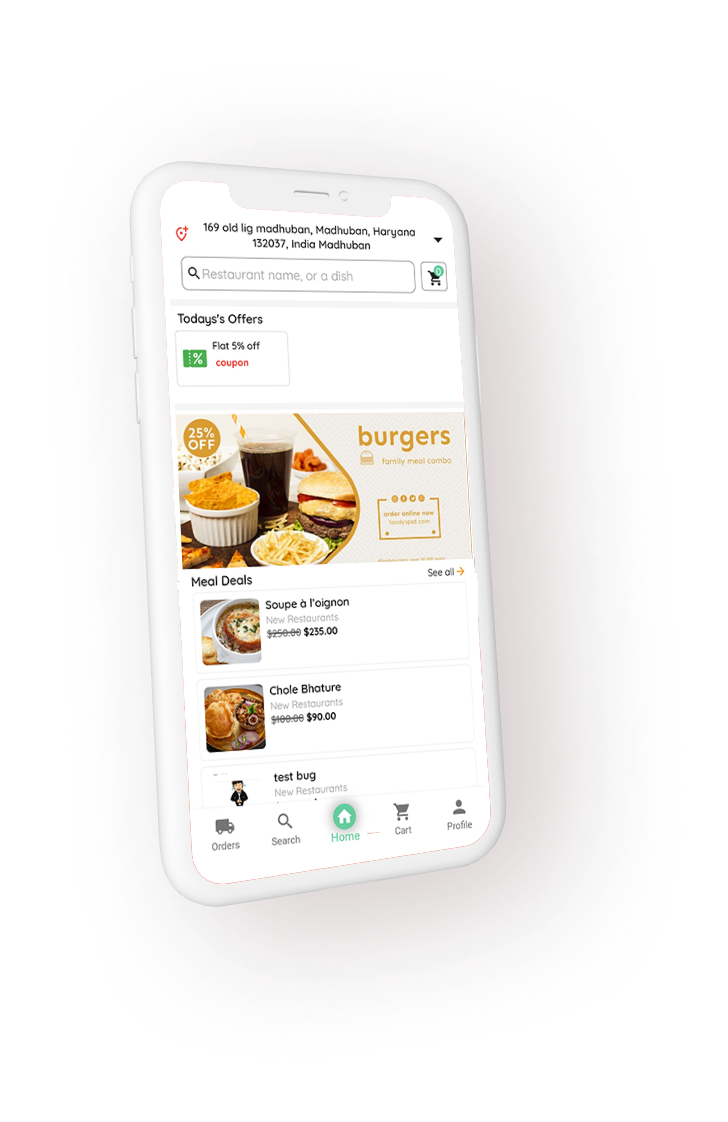 169 old lig madhuban, Madhuban, Haryana
132037, India Madhuban
Restaurant name, or a dish
0
Todays's Offers
Flat 5% off
coupon
25%
OFF
burgers
family meal combo
order online now
foodyspad.com
Meal Deals
See all
Soupe à l'oignon
New Restaurants
$250.00 $235.00
Chole Bhature
New Restaurants
$100.00 $90.00
test bug
New Restaurants
Orders
Search
Home
Cart
Profile